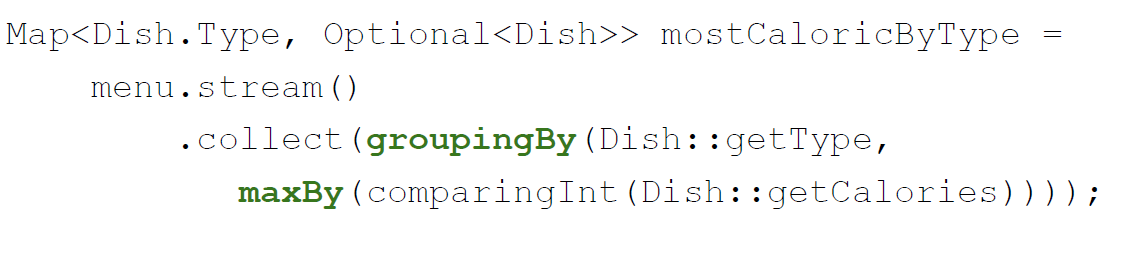 Map<Dish.Type, Optional<Dish>> mostCaloricByType =
menu.stream()
.collect(groupingBy(Dish::getType,
maxBy(comparingInt(Dish::getCalories))));